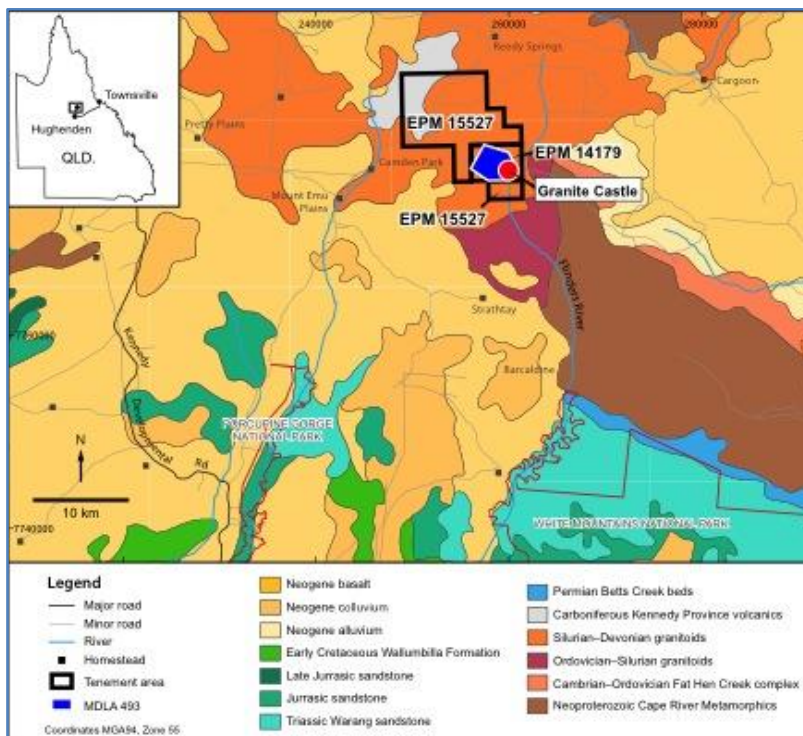 240000
260000
280000
Townsville
Hughenden
QLD.
Reedy Springs
Cargoon
Pretty Plains
EPM 15527
EPM 14179
Camden Park
Granite Castle
Mount Emu
Plains
EPM 15527
Flinders River
Strathtay
7760000
Kennedy
Developmental
Rd
Barcaldine
PORCUPINE GORGE
NATIONAL PARK
N
10 km
7740000
WHITE MOUNTAINS NATIONAL PARK
Legend
Major road
Minor road
River
Homestead
Tenement area
MDLA 493
Coordinates MGA94, Zone 55
Neogene basalt
Neogene colluvium
Neogene alluvium
Early Cretaceous Wallumbilla Formation
Late Jurrasic sandstone
Jurrasic sandstone
Triassic Warang sandstone
Permian Betts Creek beds
Carboniferous Kennedy Province volcanics
Silurian–Devonian granitoids
Ordovician–Silurian granitoids
Cambrian–Ordovician Fat Hen Creek complex
Neoproterozoic Cape River Metamorphics